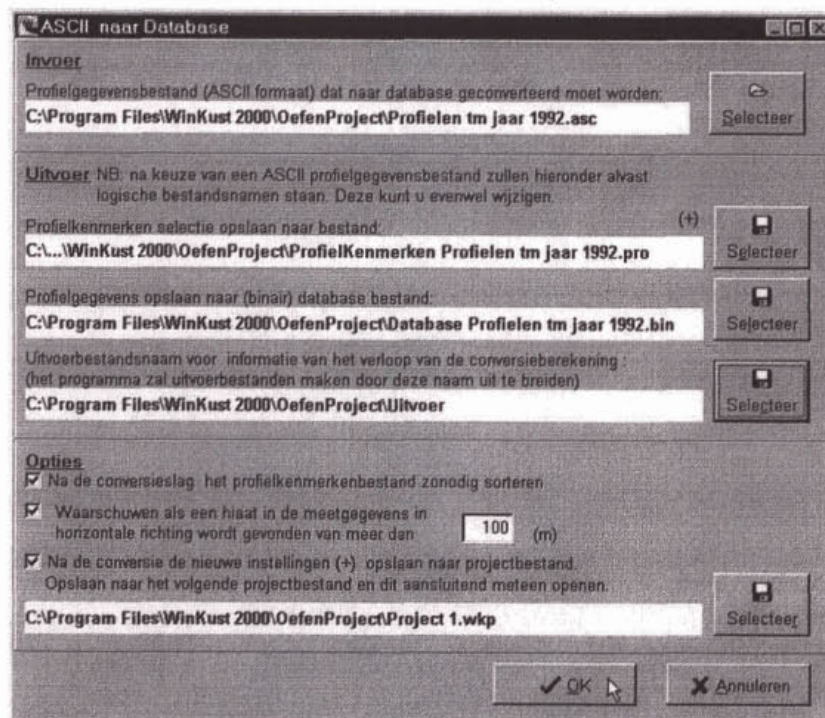 ASCII naar Database
Invoer
Profielgegevensbestand (ASCII formaat) dat naar database geconverteerd moet worden:
C:\Program Files\WinKust 2000\OefenProject\Profielen tm jaar 1992.asc
Selecteer
Uitvoer NB: na keuze van een ASCII profielgegevensbestand zullen hieronder alvast
logische bestandsnamen staan. Deze kunt u evenwel wijzigen.
Profielkenmerken selectie opslaan naar bestand:
(+)
C:\...\WinKust 2000\OefenProject\ProfielKenmerken Profielen tm jaar 1992.pro
Selecteer
Profielgegevens opslaan naar (binair) database bestand:
C:\Program Files\WinKust 2000\OefenProject\Database Profielen tm jaar 1992.bin
Selecteer
Uitvoerbestandsnaam voor informatie van het verloop van de conversieberekening :
(het programma zal uitvoerbestanden maken door deze naam uit te breiden)
C:\Program Files\WinKust 2000\OefenProject\Uitvoer
Selecteer
Opties
Na de conversieslag het profielkenmerkenbestand zonodig sorteren
Waarschuwen als een hiaat in de meetgegevens in
horizontale richting wordt gevonden van meer dan 100 (m)
Na de conversie de nieuwe instellingen (+) opslaan naar projectbestand.
Opslaan naar het volgende projectbestand en dit aansluitend meteen openen.
C:\Program Files\WinKust 2000\OefenProject\Project 1.wkp
Selecteer
OK
Annuleren